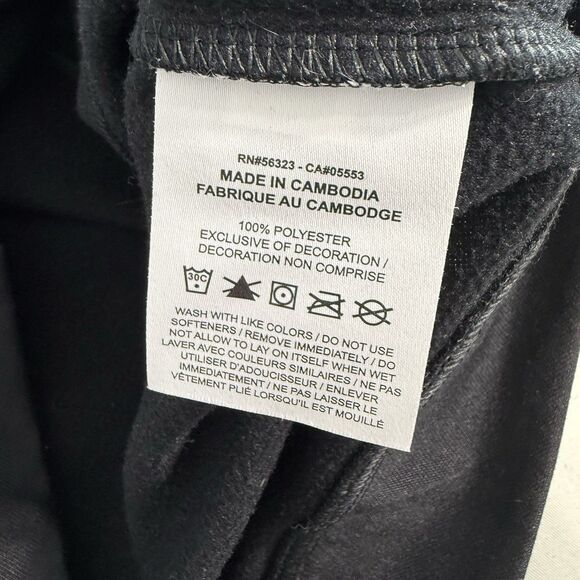 RN#56323 - CA#05553
MADE IN CAMBODIA
FABRIQUE AU CAMBODGE
100% POLYESTER
EXCLUSIVE OF DECORATION /
DECORATION NON COMPRISE
30C
WASH WITH LIKE COLORS / DO NOT USE
SOFTENERS / REMOVE IMMEDIATELY / DO
NOT ALLOW TO LAY ON ITSELF WHEN WET
LAVER AVEC COULEURS SIMILAIRES / NE PAS
UTILISER D'ADOUCISSEUR / ENLEVER
IMMÉDIATEMENT / NE PAS LAISSER LE
VÊTEMENT PLIÉ LORSQU'IL EST MOUILLÉ